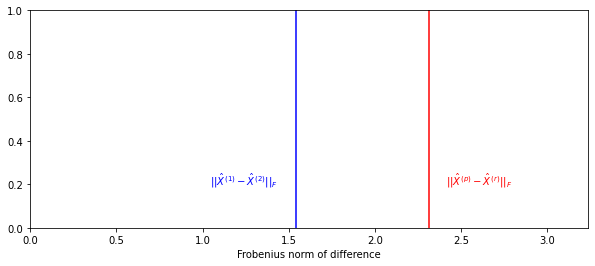 1.0
0.8
0.6
0.4
0.2
0.0
||X̂⁽¹⁾ − X̂⁽²⁾||_F
||X̂⁽ᵖ⁾ − X̂⁽ʳ⁾||_F
0.0 0.5 1.0 1.5 2.0 2.5 3.0
Frobenius norm of difference